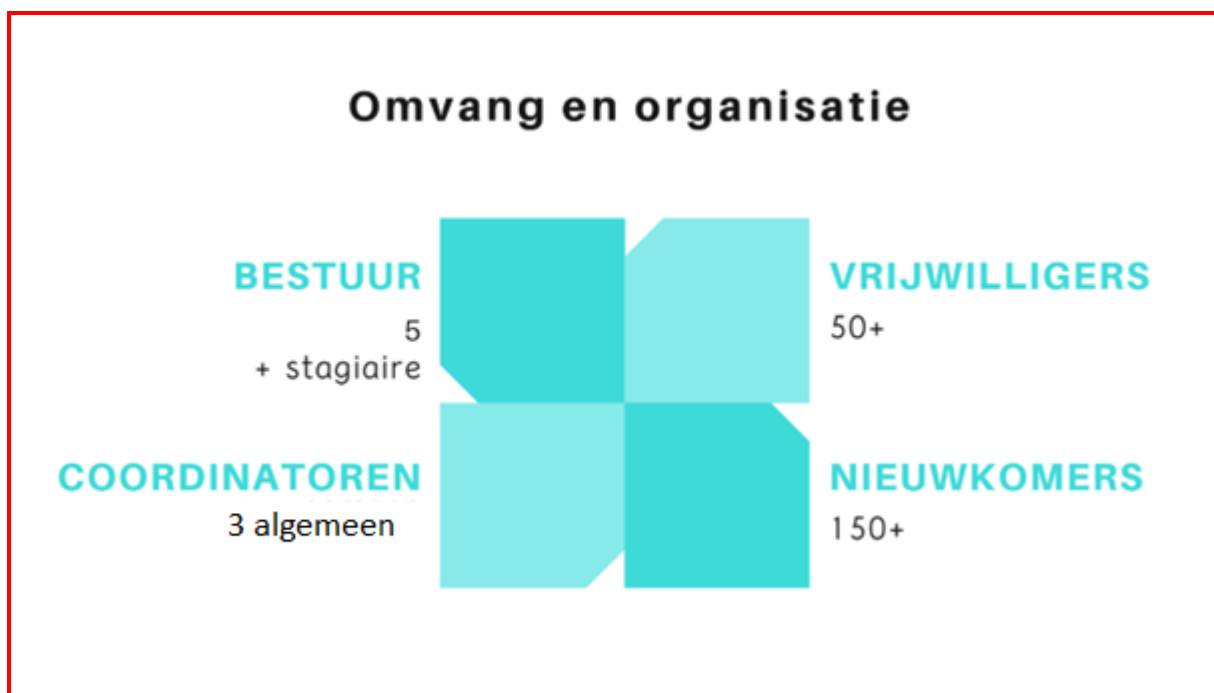 Omvang en organisatie
BESTUUR
5
+ stagiaire
VRIJWILLIGERS
50+
COORDINATOREN
3 algemeen
NIEUWKOMERS
150+